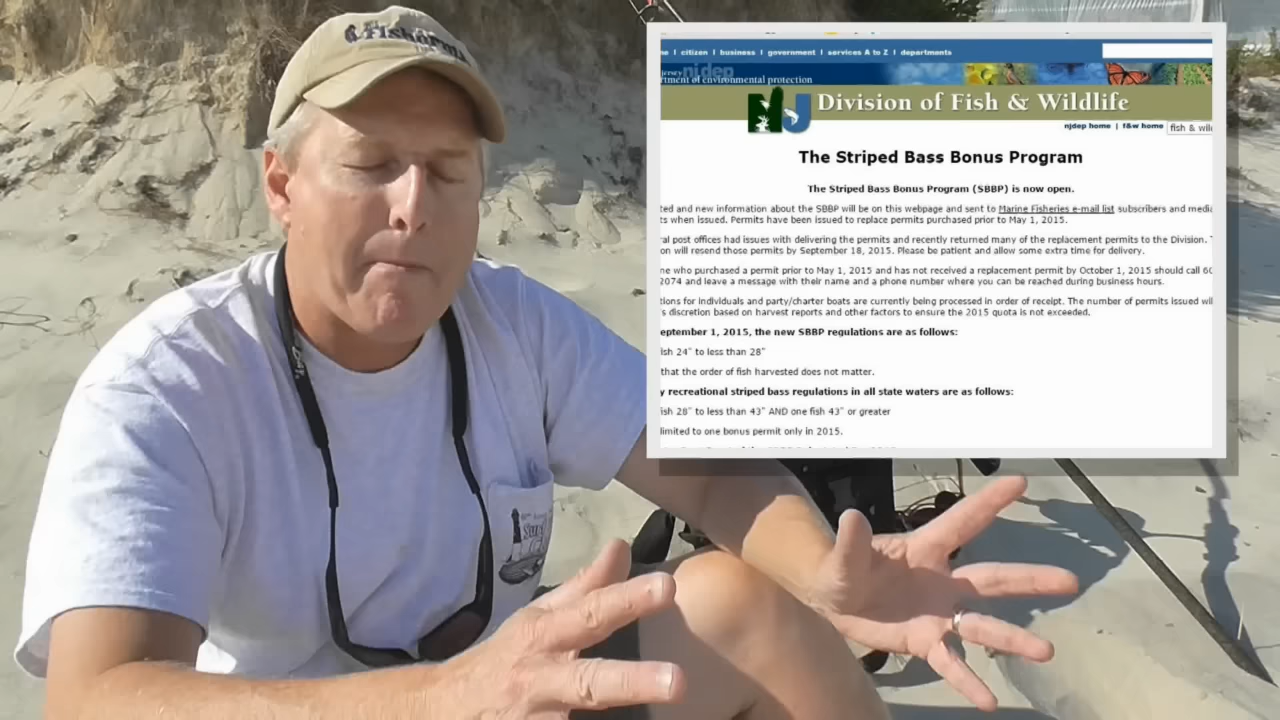 citizen | business | government | services A to Z | departments
njdep
department of environmental protection
NJ Division of Fish & Wildlife
njdep home | f&w home
fish & wil
The Striped Bass Bonus Program
The Striped Bass Bonus Program (SBBP) is now open.
ted and new information about the SBBP will be on this webpage and sent to Marine Fisheries e-mail list subscribers and media
ts when issued. Permits have been issued to replace permits purchased prior to May 1, 2015.
ral post offices had issues with delivering the permits and recently returned many of the replacement permits to the Division.
on will resend those permits by September 18, 2015. Please be patient and allow some extra time for delivery.
ne who purchased a permit prior to May 1, 2015 and has not received a replacement permit by October 1, 2015 should call 60
2074 and leave a message with their name and a phone number where you can be reached during business hours.
tions for individuals and party/charter boats are currently being processed in order of receipt. The number of permits issued wil
's discretion based on harvest reports and other factors to ensure the 2015 quota is not exceeded.
eptember 1, 2015, the new SBBP regulations are as follows:
ish 24" to less than 28"
that the order of fish harvested does not matter.
y recreational striped bass regulations in all state waters are as follows:
ish 28" to less than 43" AND one fish 43" or greater
limited to one bonus permit only in 2015.